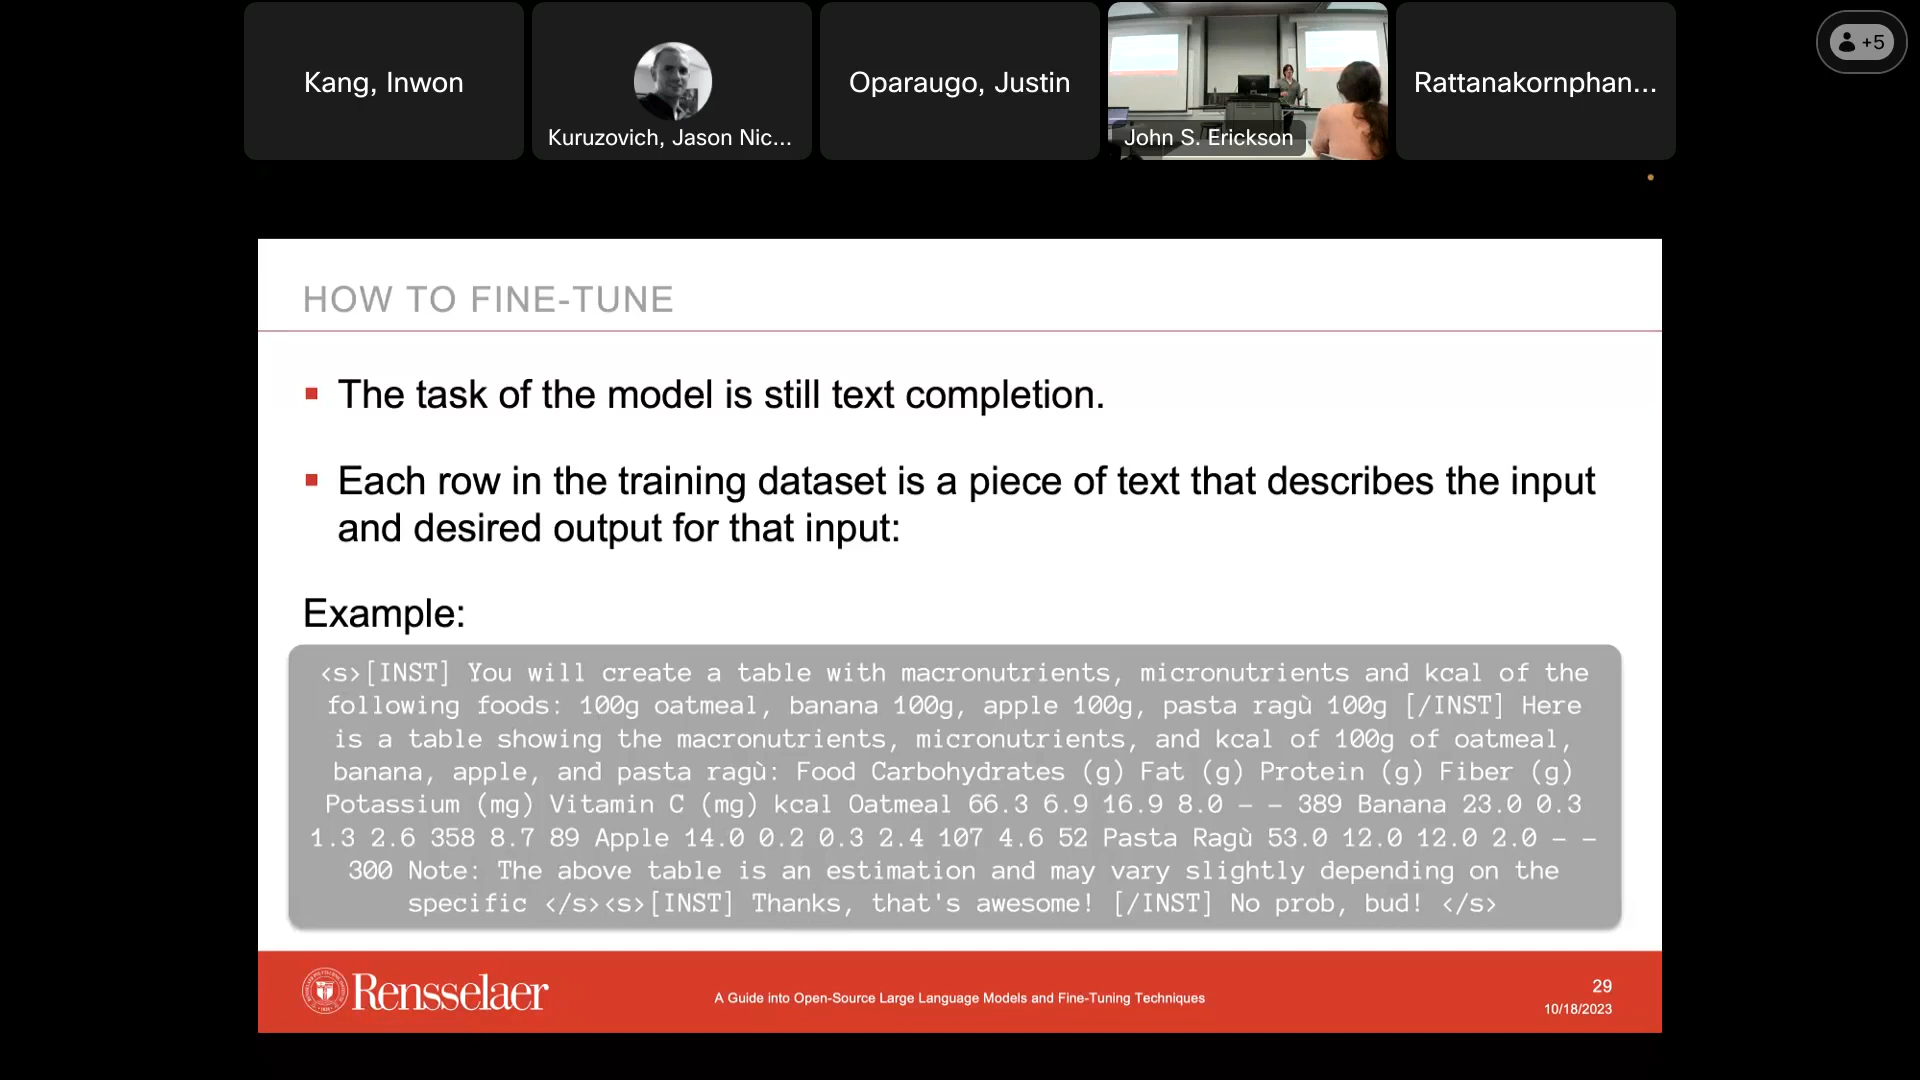 Kang, Inwon
Kuruzovich, Jason Nic...
Oparaugo, Justin
John S. Erickson
Rattanakornphan...
+5
HOW TO FINE-TUNE
The task of the model is still text completion.
Each row in the training dataset is a piece of text that describes the input
and desired output for that input:
Example:
<s>[INST] You will create a table with macronutrients, micronutrients and kcal of the
following foods: 100g oatmeal, banana 100g, apple 100g, pasta ragù 100g [/INST] Here
is a table showing the macronutrients, micronutrients, and kcal of 100g of oatmeal,
banana, apple, and pasta ragù: Food Carbohydrates (g) Fat (g) Protein (g) Fiber (g)
Potassium (mg) Vitamin C (mg) kcal Oatmeal 66.3 6.9 16.9 8.0 – – 389 Banana 23.0 0.3
1.3 2.6 358 8.7 89 Apple 14.0 0.2 0.3 2.4 107 4.6 52 Pasta Ragù 53.0 12.0 12.0 2.0 – –
300 Note: The above table is an estimation and may vary slightly depending on the
specific </s><s>[INST] Thanks, that's awesome! [/INST] No prob, bud! </s>
Rensselaer
A Guide into Open-Source Large Language Models and Fine-Tuning Techniques
29
10/18/2023